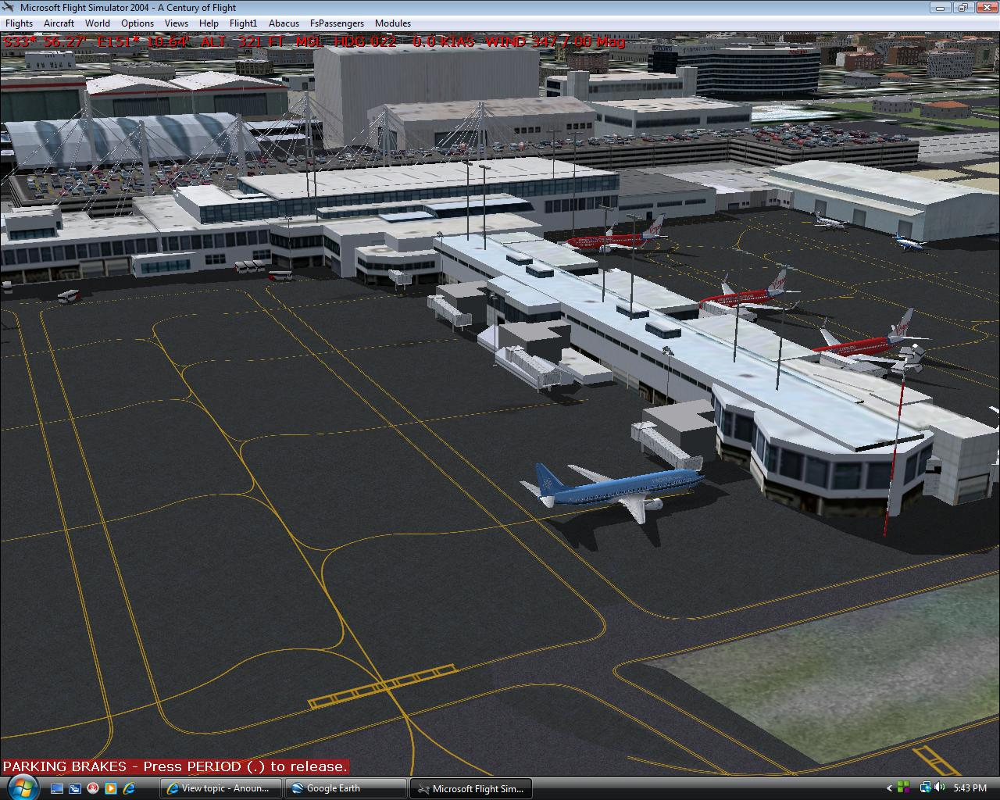 Microsoft Flight Simulator 2004 - A Century of Flight
Flights Aircraft World Options Views Help Flight1 Abacus FsPassengers Modules
S33* 56.27' E151* 10.64' ALT 321 FT MSL HDG 022 0.0 KIAS WIND 347 / 00 Mag
PARKING BRAKES - Press PERIOD (.) to release.
View topic - Anoun... Google Earth Microsoft Flight Sim... 5:43 PM